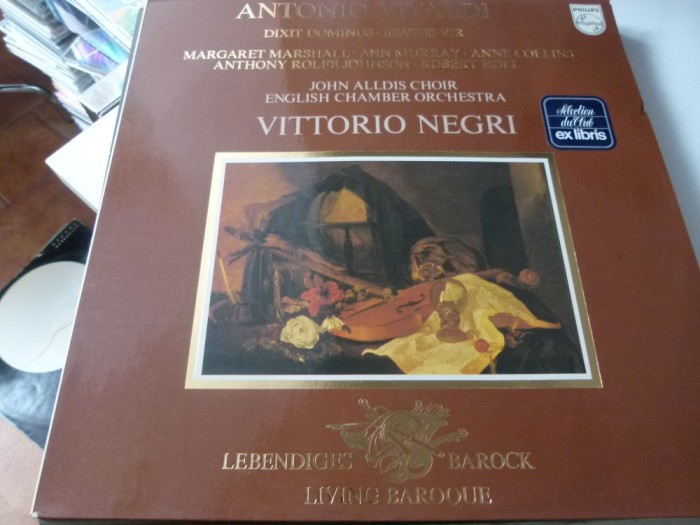 ANTONIO VIVALDI
PHILIPS
DIXIT DOMINUS · BEATUS VIR
MARGARET MARSHALL · ANN MURRAY · ANNE COLLINS
ANTHONY ROLFE JOHNSON · ROBERT HOLL
JOHN ALLDIS CHOIR
ENGLISH CHAMBER ORCHESTRA
VITTORIO NEGRI
Sélection
du Club
ex libris
LEBENDIGES BAROCK
LIVING BAROQUE